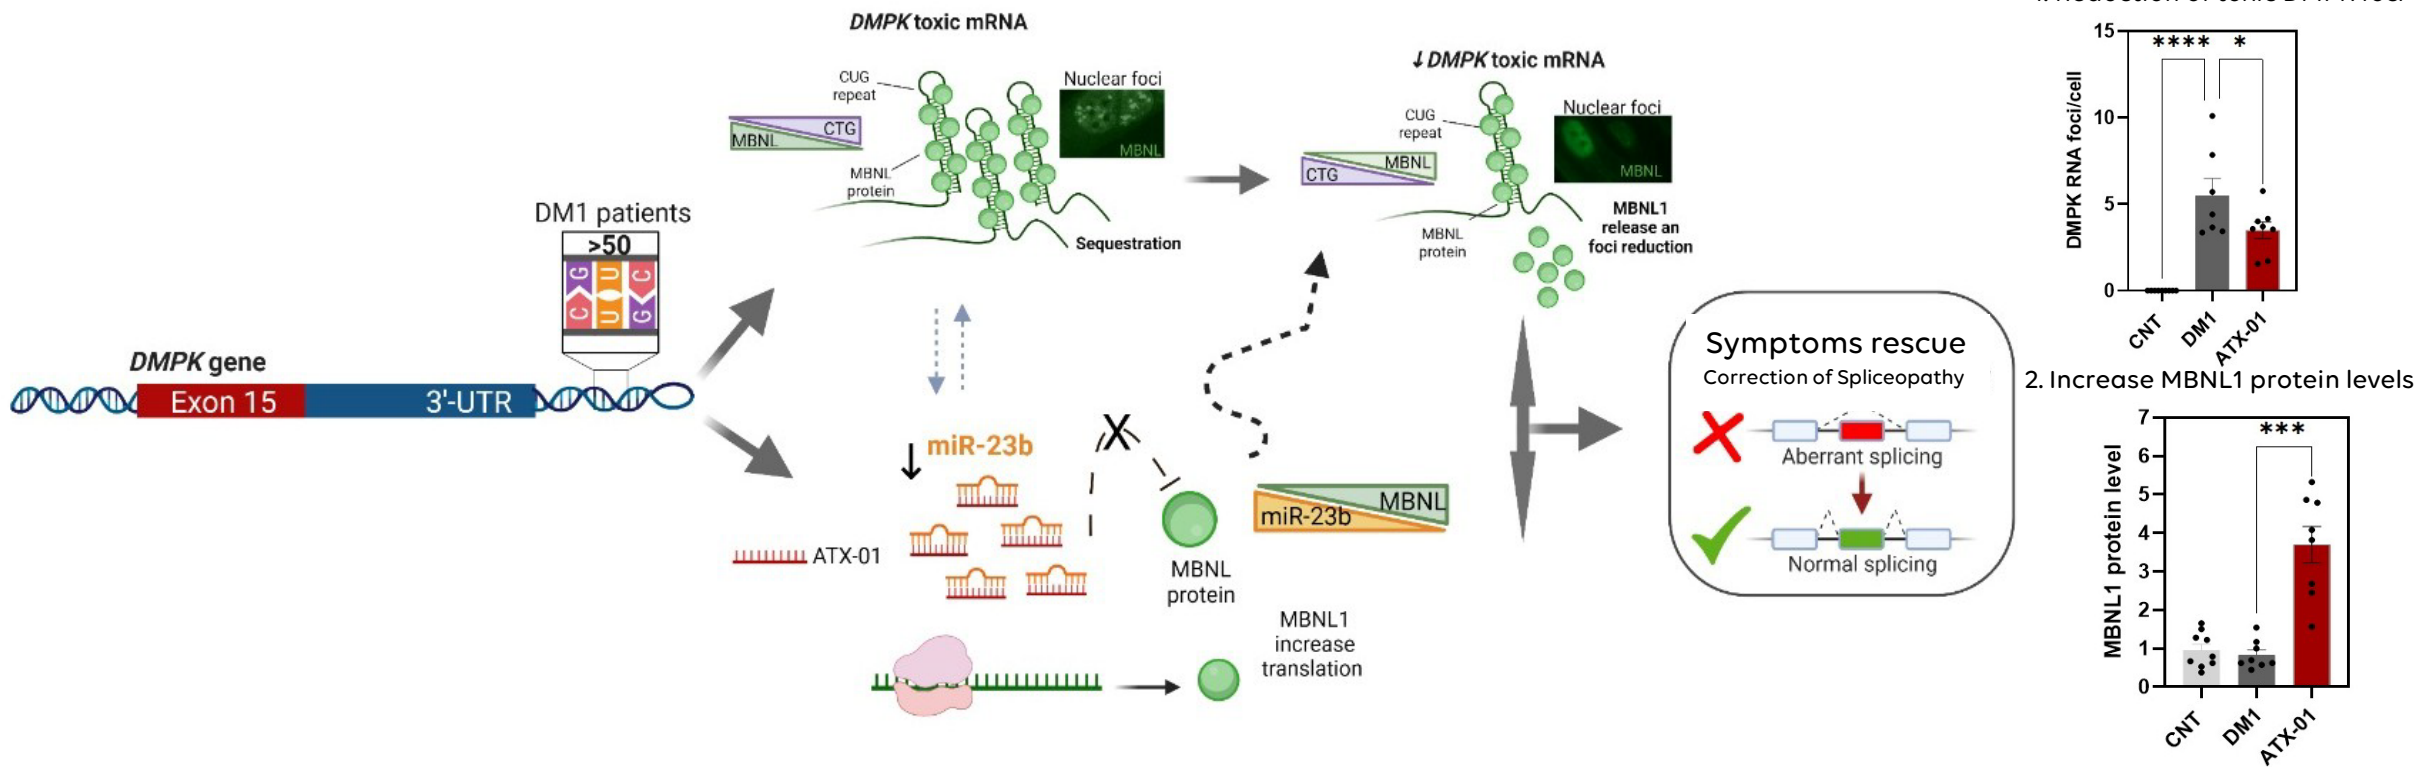 DMPK toxic mRNA
CUG
repeat
Nuclear foci
CTG
MBNL
MBNL
MBNL
protein
Sequestration
↓DMPK toxic mRNA
CUG
repeat
Nuclear foci
MBNL
CTG
MBNL
MBNL
protein
MBNL1
release an
foci reduction
DM1 patients
>50
G U C
C U G
DMPK gene
Exon 15
3'-UTR
↓ miR-23b
X
ATX-01
MBNL
protein
MBNL
miR-23b
MBNL1
increase
translation
Symptoms rescue
Correction of Spliceopathy
Aberrant splicing
Normal splicing
DMPK RNA foci/cell
15
10
5
0
**** *
CNT
DM1
ATX-01
2. Increase MBNL1 protein levels
MBNL1 protein level
7
6
5
4
3
2
1
0
***
CNT
DM1
ATX-01